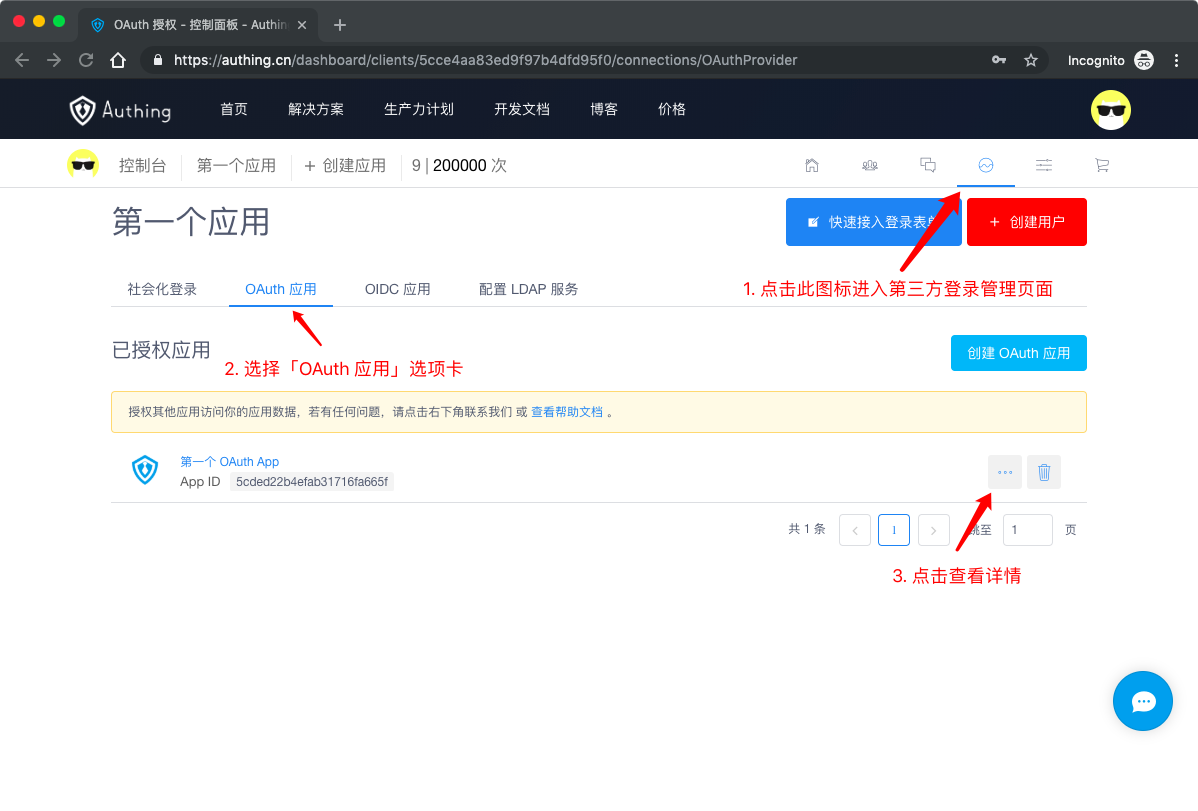 OAuth 授权 - 控制面板 - Authin
https://authing.cn/dashboard/clients/5cce4aa83ed9f97b4dfd95f0/connections/OAuthProvider
Incognito
Authing 首页 解决方案 生产力计划 开发文档 博客 价格
控制台 第一个应用 + 创建应用 9 | 200000 次
第一个应用
快速接入登录表单
+ 创建用户
社会化登录 OAuth 应用 OIDC 应用 配置 LDAP 服务
1. 点击此图标进入第三方登录管理页面
已授权应用
创建 OAuth 应用
2. 选择「OAuth 应用」选项卡
授权其他应用访问你的应用数据，若有任何问题，请点击右下角联系我们 或 查看帮助文档 。
第一个 OAuth App
App ID 5cded22b4efab31716fa665f
共 1 条 < 1 > 跳至 1 页
3. 点击查看详情